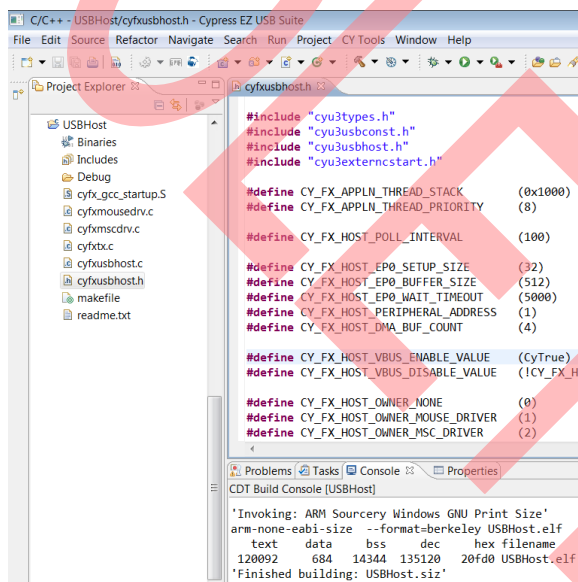 C/C++ - USBHost/cyfxusbhost.h - Cypress EZ USB Suite
File Edit Source Refactor Navigate Search Run Project CY Tools Window Help
Project Explorer
cyfxusbhost.h
USBHost
Binaries
Includes
Debug
cyfx_gcc_startup.S
cyfxmousedrv.c
cyfxmscdrv.c
cyfxtx.c
cyfxusbhost.c
cyfxusbhost.h
makefile
readme.txt
#include "cyu3types.h"
#include "cyu3usbconst.h"
#include "cyu3usbhost.h"
#include "cyu3externcstart.h"
#define CY_FX_APPLN_THREAD_STACK (0x1000)
#define CY_FX_APPLN_THREAD_PRIORITY (8)
#define CY_FX_HOST_POLL_INTERVAL (100)
#define CY_FX_HOST_EP0_SETUP_SIZE (32)
#define CY_FX_HOST_EP0_BUFFER_SIZE (512)
#define CY_FX_HOST_EP0_WAIT_TIMEOUT (5000)
#define CY_FX_HOST_PERIPHERAL_ADDRESS (1)
#define CY_FX_HOST_DMA_BUF_COUNT (4)
#define CY_FX_HOST_VBUS_ENABLE_VALUE (CyTrue)
#define CY_FX_HOST_VBUS_DISABLE_VALUE (!CY_FX_H
#define CY_FX_HOST_OWNER_NONE (0)
#define CY_FX_HOST_OWNER_MOUSE_DRIVER (1)
#define CY_FX_HOST_OWNER_MSC_DRIVER (2)
Problems Tasks Console Properties
CDT Build Console [USBHost]
'Invoking: ARM Sourcery Windows GNU Print Size'
arm-none-eabi-size --format=berkeley USBHost.elf
text data bss dec hex filename
120092 684 14344 135120 20fd0 USBHost.elf
'Finished building: USBHost.siz'